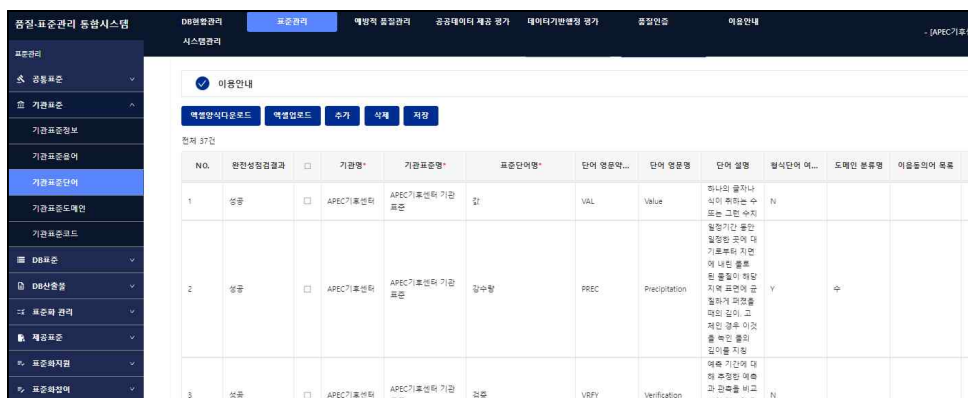 품질-표준관리 통합시스템
DB현황관리
표준관리
예방적 품질관리
공공데이터 제공 평가
데이터기반행정 평가
품질인증
이용안내
시스템관리
- [APEC기후센
표준관리
공통표준
기관표준
기관표준정보
기관표준용어
기관표준단어
기관표준도메인
기관표준코드
DB표준
DB산출물
표준화 관리
제공표준
표준화지원
표준화참여
이용안내
엑셀양식다운로드
엑셀업로드
추가
삭제
저장
전체 37건
NO.
완전성점검결과
기관명*
기관표준명*
표준단어명*
단어 영문약...
단어 영문명
단어 설명
형식단어 여...
도메인 분류명
이음동의어 목록
1
성공
APEC기후센터
APEC기후센터 기관
표준
값
VAL
Value
하나의 글자나
식이 취하는 수
또는 그런 수치
N
2
성공
APEC기후센터
APEC기후센터 기관
표준
강수량
PREC
Precipitation
일정기간 동안
일정한 곳에 대
기로부터 지면
에 내린 물로
된 물질이 해당
지역 표면에 균
질하게 퍼졌을
때의 깊이, 고
체인 경우 이것
을 녹인 물의
깊이를 지칭
Y
수
3
성공
APEC기후센터
APEC기후센터 기관
검증
VRFY
Verification
예측 기간에 대
해 추정한 예측
과 관측을 비교
N